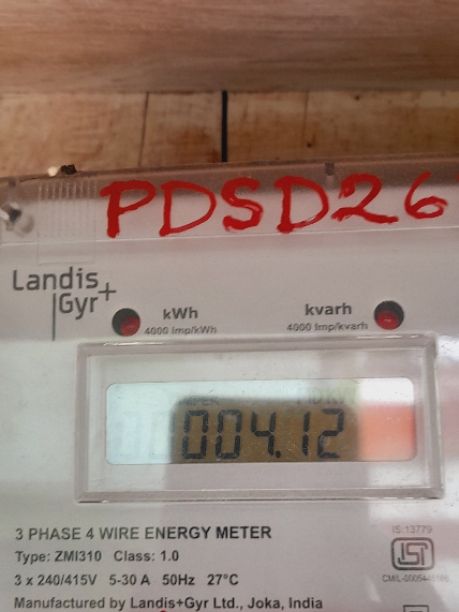 PDSD26
Landis
Gyr+
kWh
4000 Imp/kWh
kvarh
4000 Imp/kvarh
004.12
3 PHASE 4 WIRE ENERGY METER
Type: ZMI310 Class: 1.0
3 x 240/415V 5-30 A 50Hz 27°C
Manufactured by Landis+Gyr Ltd., Joka, India
IS:13779
ISI